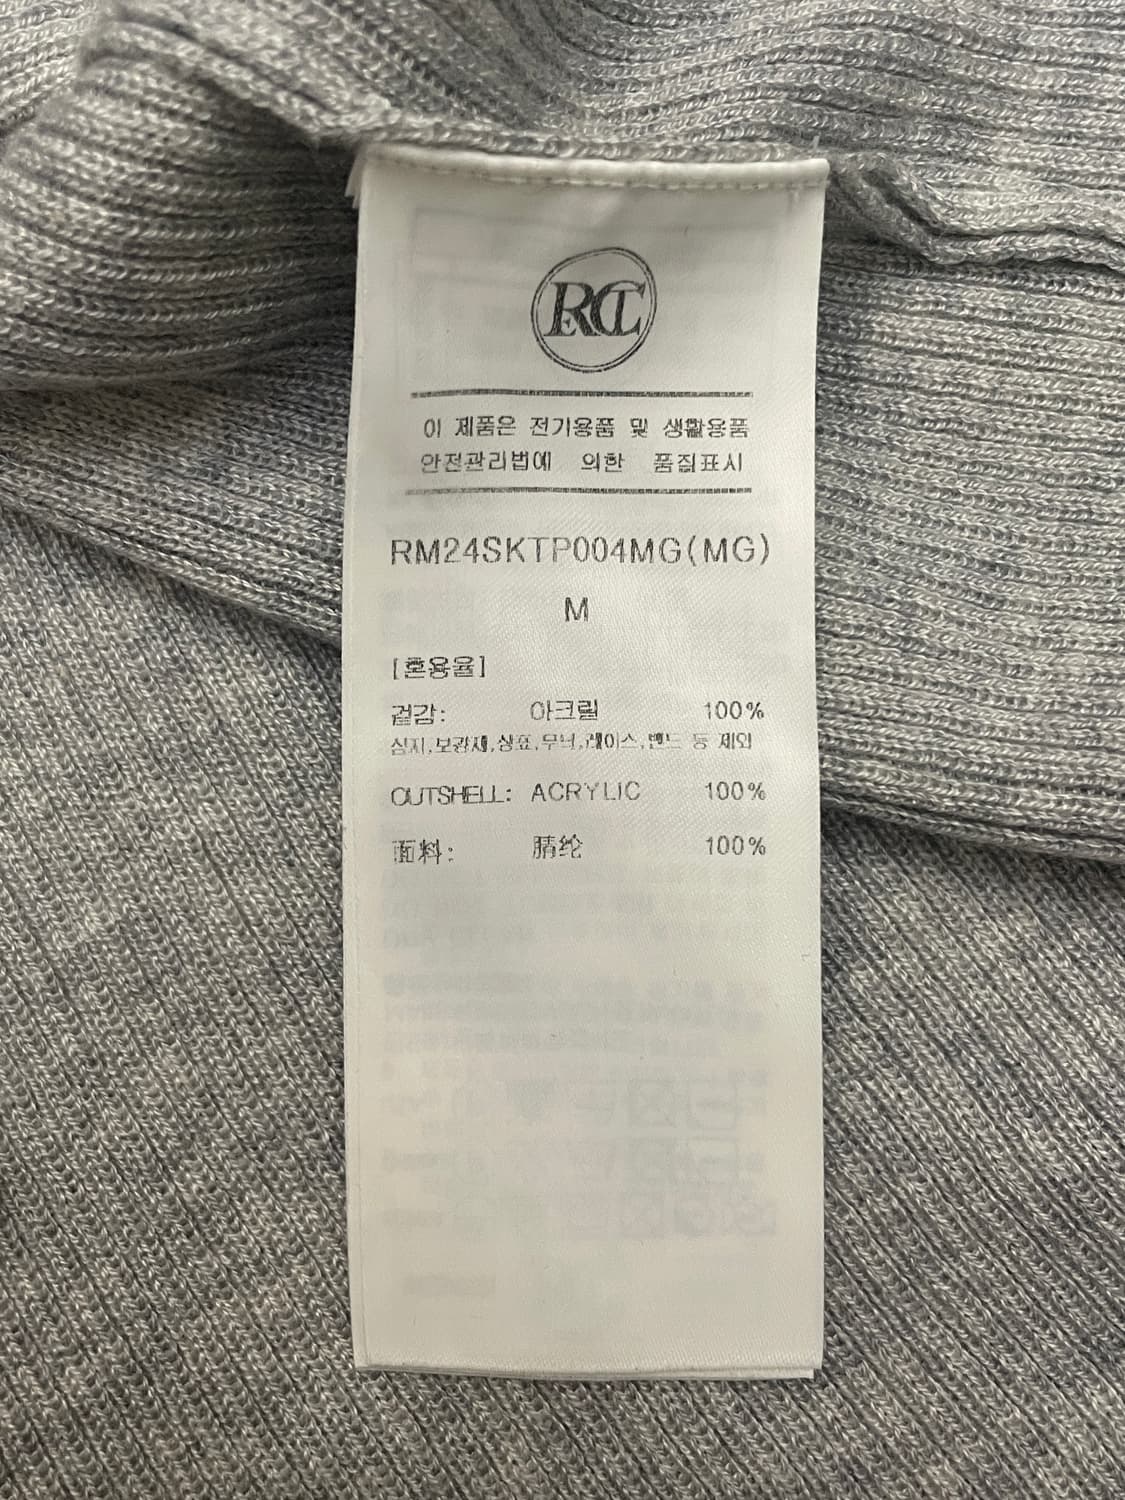 RCT
이 제품은 전기용품 및 생활용품
안전관리법에 의한 품질표시
RM24SKTP004MG(MG)
M
[혼용율]
겉감: 아크릴 100%
심지,보강재,상표,무늬,레이스,밴드 등 제외
OUTSHELL: ACRYLIC 100%
面料: 腈纶 100%